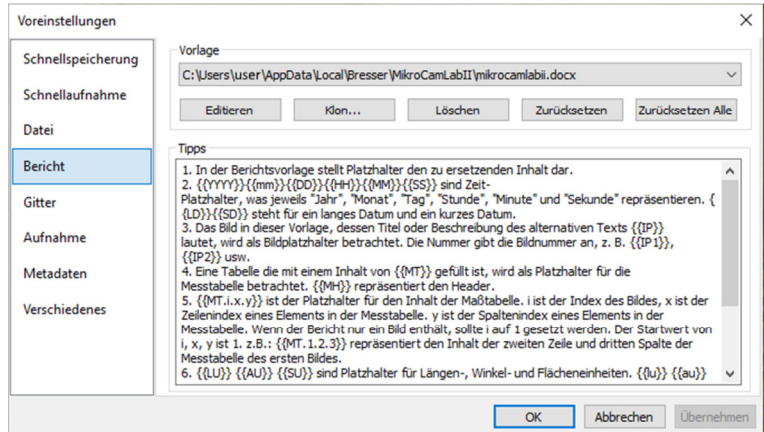 Voreinstellungen
Schnellspeicherung
Schnellaufnahme
Datei
Bericht
Gitter
Aufnahme
Metadaten
Verschiedenes
Vorlage
C:\Users\user\AppData\Local\Bresser\MikroCamLabII\mikrocamlabii.docx
Editieren Klon... Löschen Zurücksetzen Zurücksetzen Alle
Tipps
1. In der Berichtsvorlage stellt Platzhalter den zu ersetzenden Inhalt dar.
2. {{YYYY}}{{mm}}{{DD}}{{HH}}{{MM}}{{SS}} sind Zeit-
Platzhalter, was jeweils "Jahr", "Monat", "Tag", "Stunde", "Minute" und "Sekunde" repräsentieren. {
{LD}}{{SD}} steht für ein langes Datum und ein kurzes Datum.
3. Das Bild in dieser Vorlage, dessen Titel oder Beschreibung des alternativen Texts {{IP}}
lautet, wird als Bildplatzhalter betrachtet. Die Nummer gibt die Bildnummer an, z. B. {{IP1}},
{{IP2}} usw.
4. Eine Tabelle die mit einem Inhalt von {{MT}} gefüllt ist, wird als Platzhalter für die
Messtabelle betrachtet. {{MH}} repräsentiert den Header.
5. {{MT.i.x.y}} ist der Platzhalter für den Inhalt der Maßtabelle. i ist der Index des Bildes, x ist der
Zeilenindex eines Elements in der Messtabelle. y ist der Spaltenindex eines Elements in der
Messtabelle. Wenn der Bericht nur ein Bild enthält, sollte i auf 1 gesetzt werden. Der Startwert von
i, x, y ist 1. z.B.: {{MT.1.2.3}} repräsentiert den Inhalt der zweiten Zeile und dritten Spalte der
Messtabelle des ersten Bildes.
6. {{LU}} {{AU}} {{SU}} sind Platzhalter für Längen-, Winkel- und Flächeneinheiten. {{lu}} {{au}}
OK Abbrechen Übernehmen